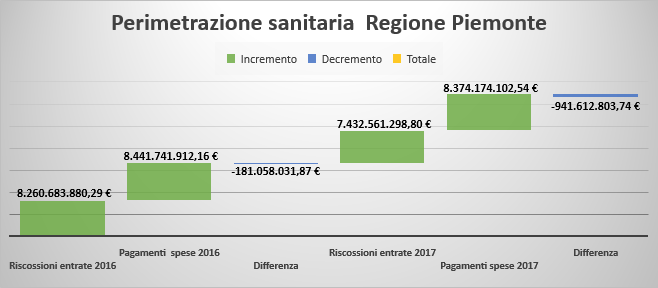 Perimetrazione sanitaria Regione Piemonte
Incremento Decremento Totale
8.260.683.880,29 €
8.441.741.912,16 €
-181.058.031,87 €
7.432.561.298,80 €
8.374.174.102,54 €
-941.612.803,74 €
Riscossioni entrate 2016
Pagamenti spese 2016
Differenza
Riscossioni entrate 2017
Pagamenti spese 2017
Differenza